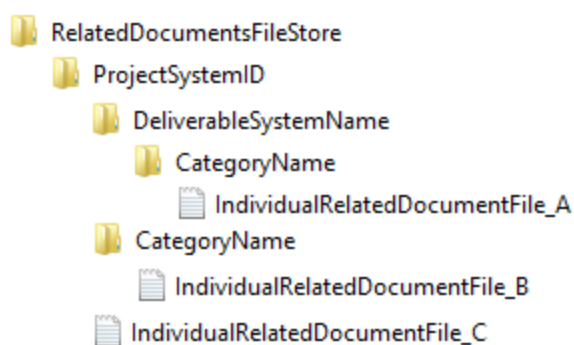 RelatedDocumentsFileStore
ProjectSystemID
DeliverableSystemName
CategoryName
IndividualRelatedDocumentFile_A
CategoryName
IndividualRelatedDocumentFile_B
IndividualRelatedDocumentFile_C